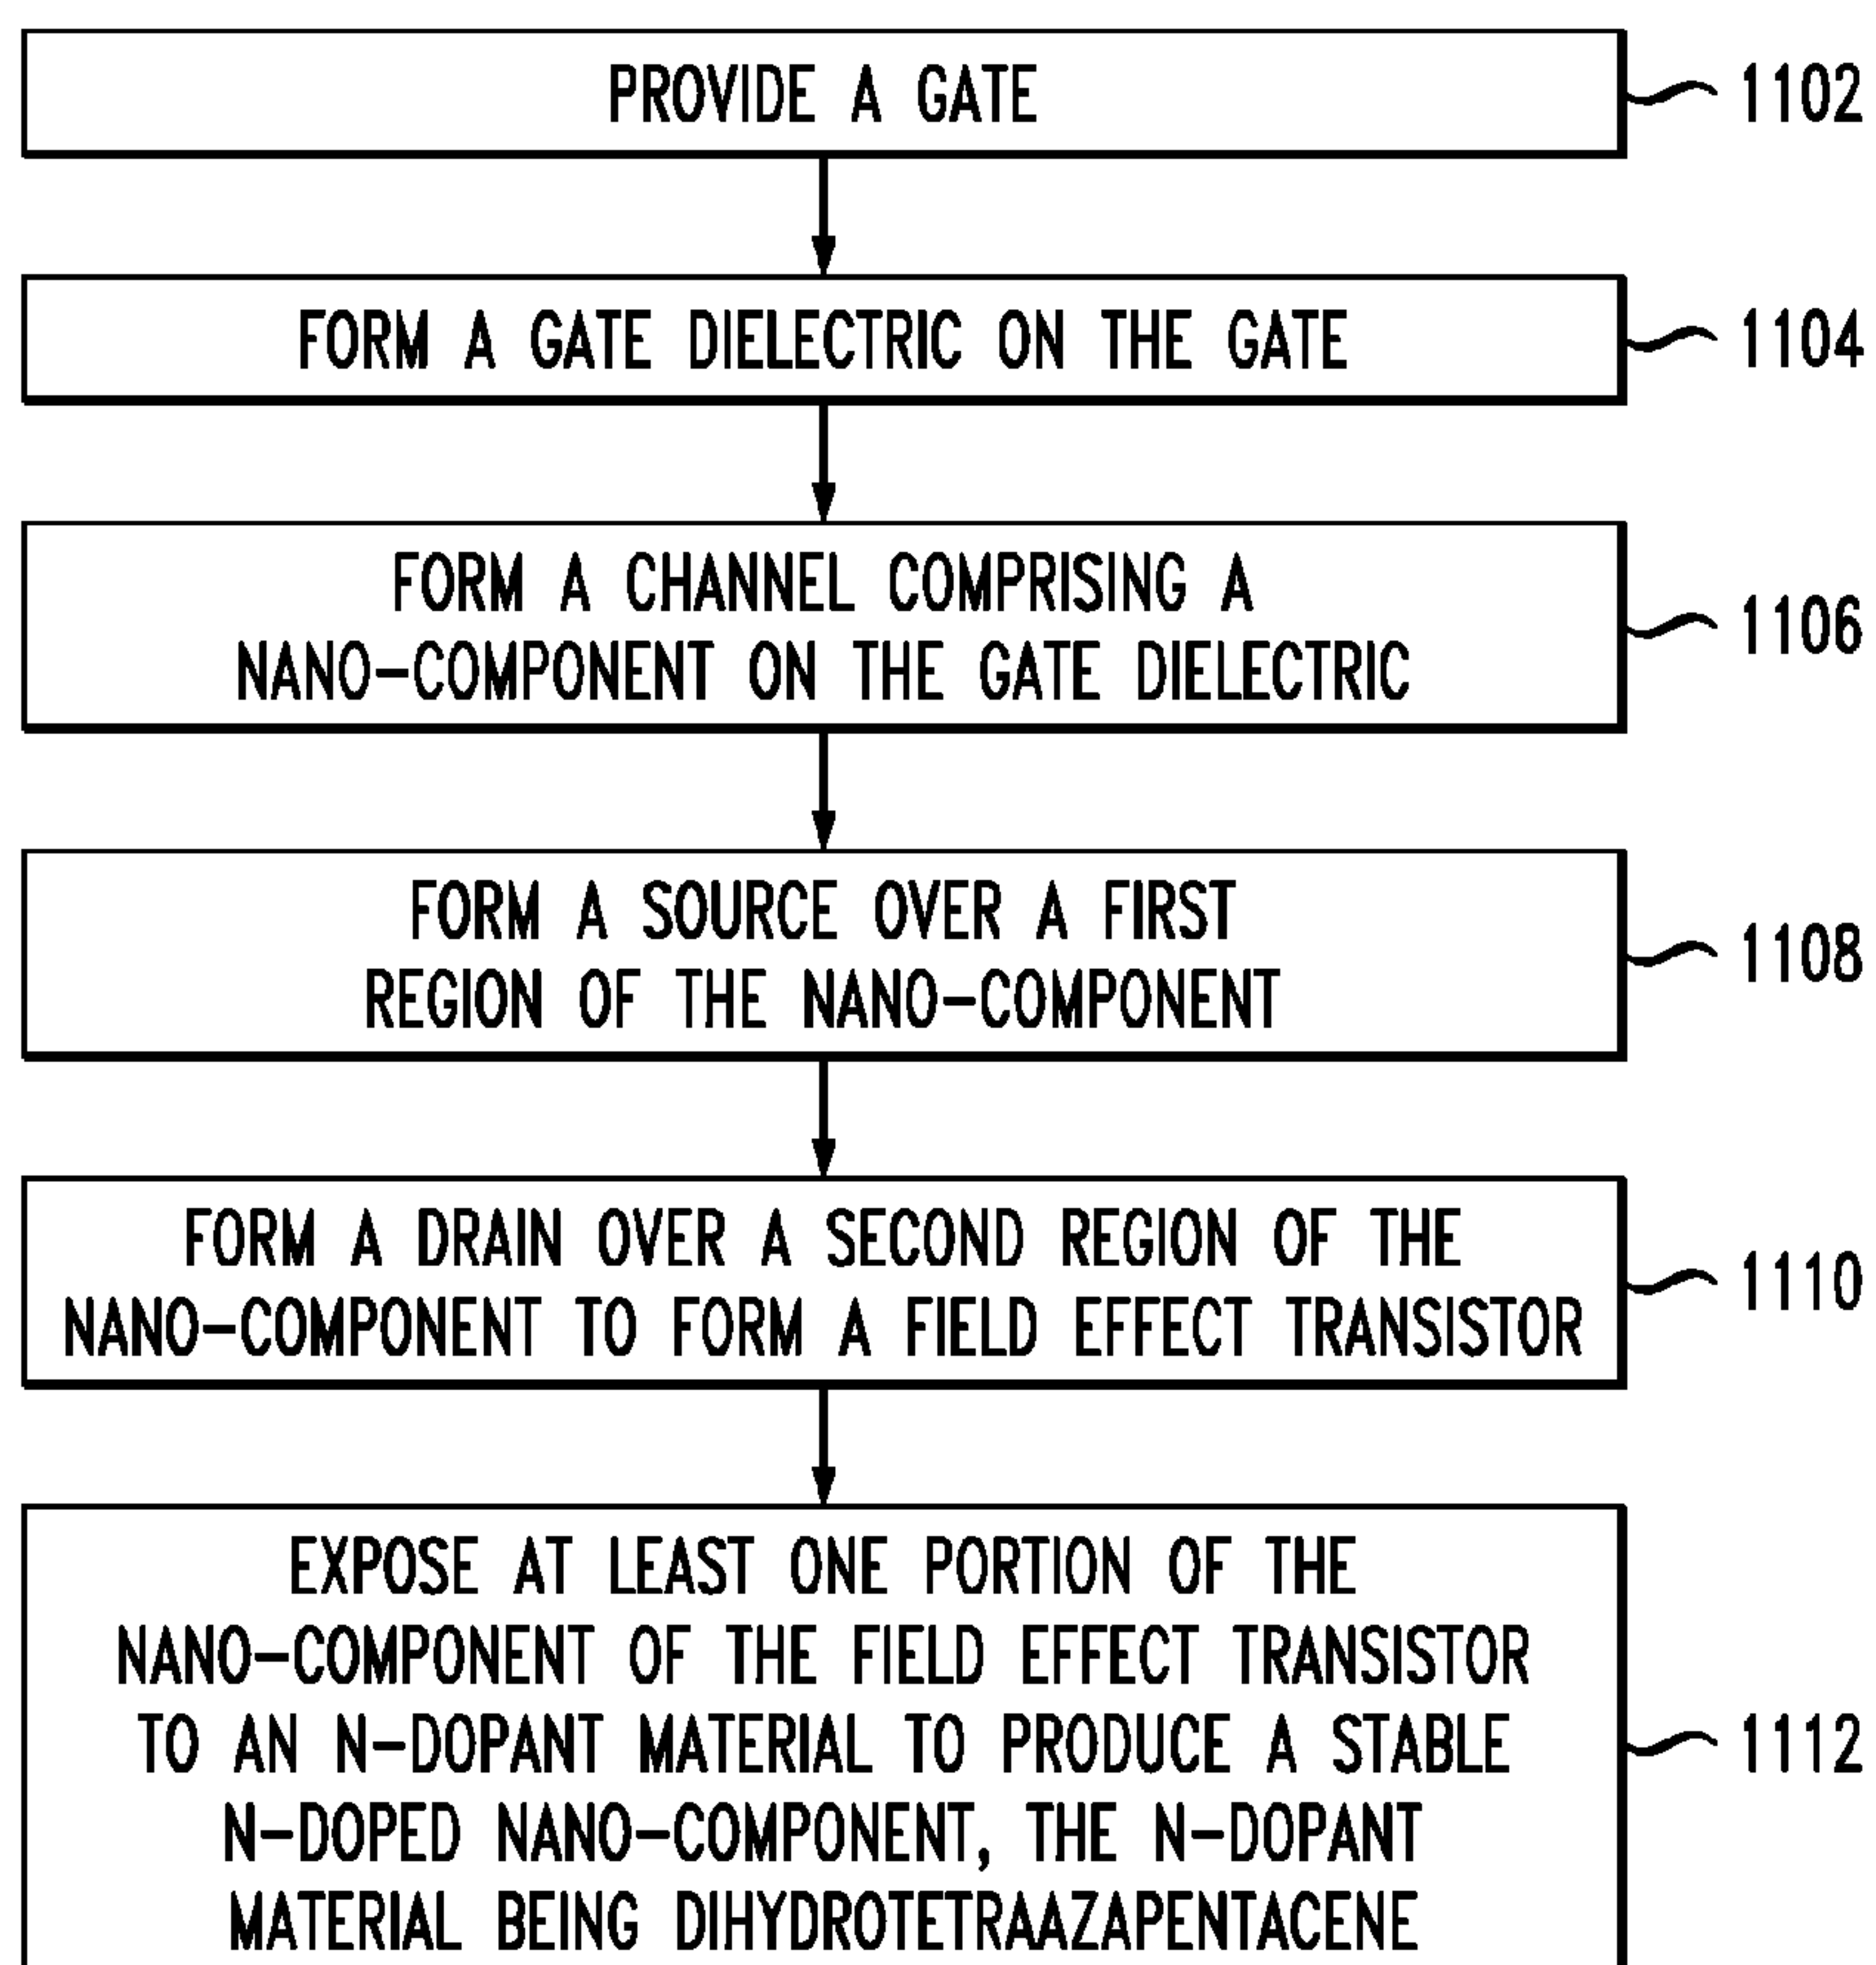 PROVIDE A GATE
1102
FORM A GATE DIELECTRIC ON THE GATE
1104
FORM A CHANNEL COMPRISING A
NANO-COMPONENT ON THE GATE DIELECTRIC
1106
FORM A SOURCE OVER A FIRST
REGION OF THE NANO-COMPONENT
1108
FORM A DRAIN OVER A SECOND REGION OF THE
NANO-COMPONENT TO FORM A FIELD EFFECT TRANSISTOR
1110
EXPOSE AT LEAST ONE PORTION OF THE
NANO-COMPONENT OF THE FIELD EFFECT TRANSISTOR
TO AN N-DOPANT MATERIAL TO PRODUCE A STABLE
N-DOPED NANO-COMPONENT, THE N-DOPANT
MATERIAL BEING DIHYDROTETRAAZAPENTACENE
1112